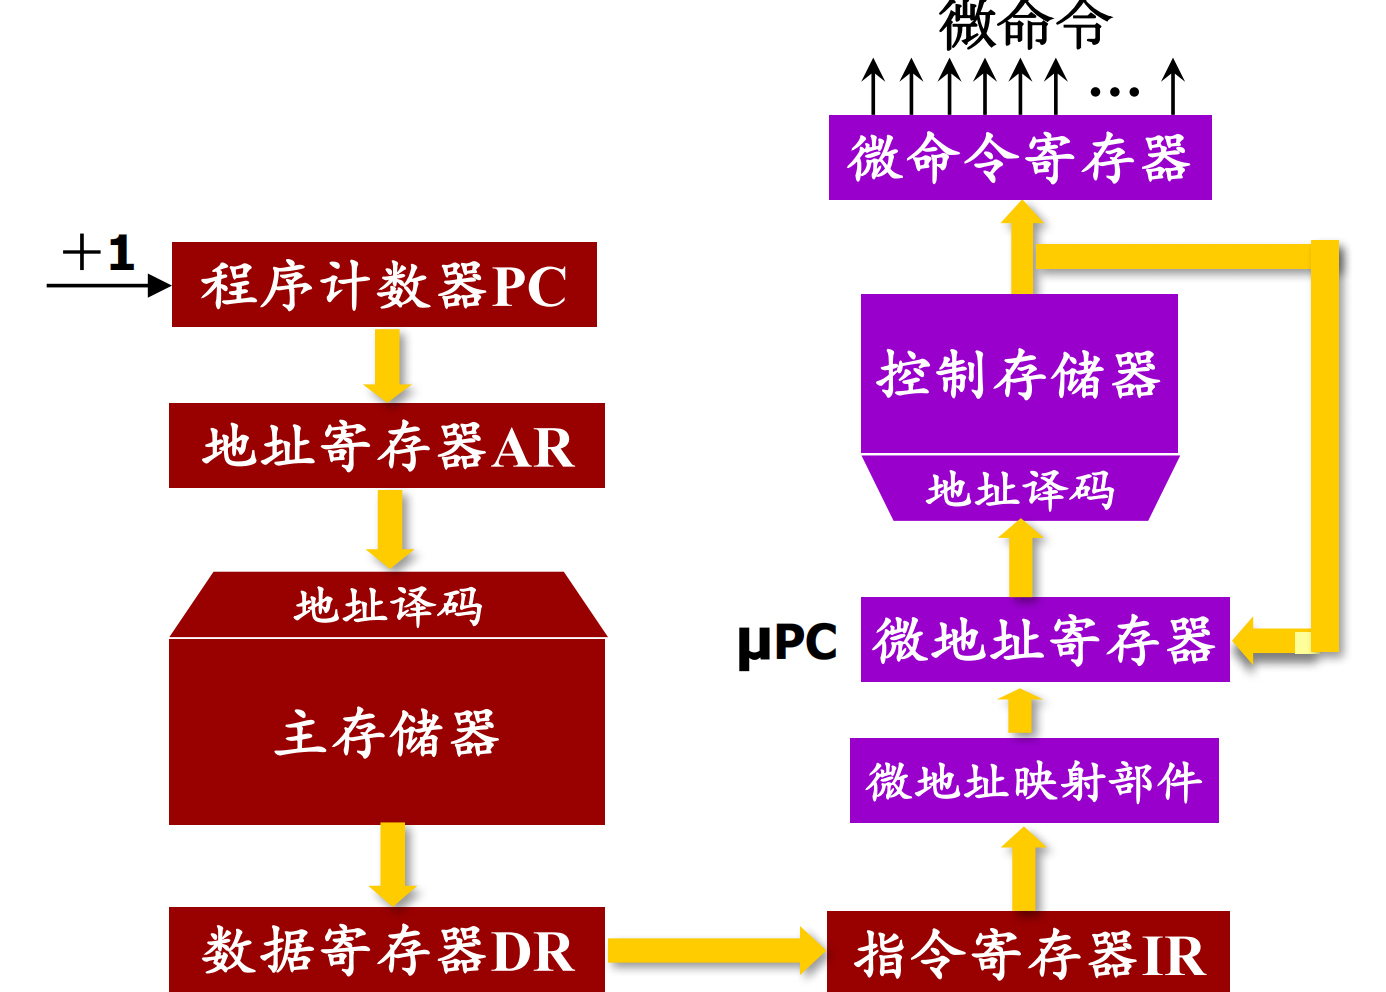 微命令
…
微命令寄存器
+1
程序计数器PC
控制存储器
地址寄存器AR
地址译码
地址译码
μPC
微地址寄存器
主存储器
微地址映射部件
数据寄存器DR
指令寄存器IR